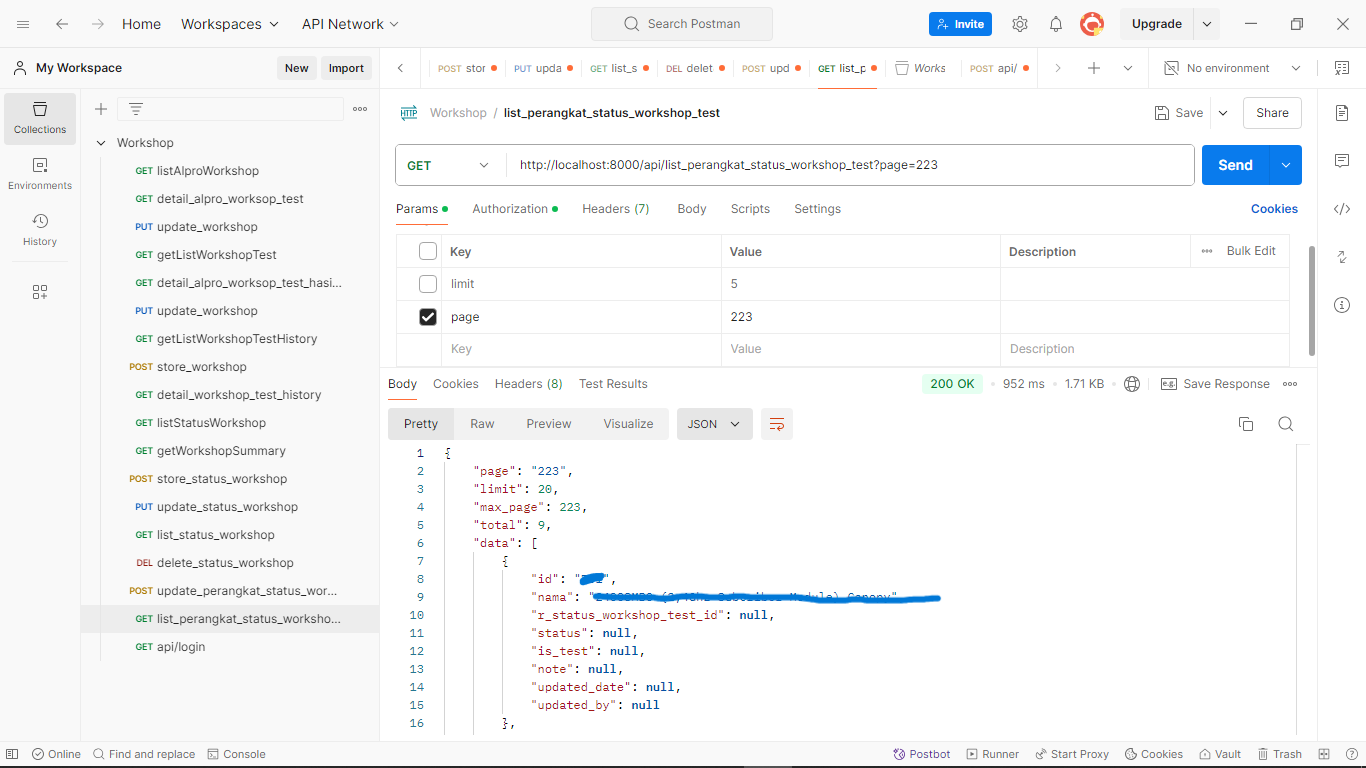 Home Workspaces API Network Search Postman Invite Upgrade
My Workspace New Import
POST stor PUT upda GET list_s DEL delet POST upd GET list_p Works POST api/ No environment
Collections
Environments
History
Workshop
GET listAlproWorkshop
GET detail_alpro_worksop_test
PUT update_workshop
GET getListWorkshopTest
GET detail_alpro_worksop_test_hasi...
PUT update_workshop
GET getListWorkshopTestHistory
POST store_workshop
GET detail_workshop_test_history
GET listStatusWorkshop
GET getWorkshopSummary
POST store_status_workshop
PUT update_status_workshop
GET list_status_workshop
DEL delete_status_workshop
POST update_perangkat_status_wor...
GET list_perangkat_status_worksho...
GET api/login
HTTP Workshop / list_perangkat_status_workshop_test Save Share
GET http://localhost:8000/api/list_perangkat_status_workshop_test?page=223 Send
Params Authorization Headers (7) Body Scripts Settings Cookies
Key Value Description Bulk Edit
limit 5
page 223
Key Value Description
Body Cookies Headers (8) Test Results 200 OK 952 ms 1.71 KB e.g. Save Response
Pretty Raw Preview Visualize JSON
1 {
2 "page": "223",
3 "limit": 20,
4 "max_page": 223,
5 "total": 9,
6 "data": [
7 {
8 "id": "",
9 "nama": "
10 "r_status_workshop_test_id": null,
11 "status": null,
12 "is_test": null,
13 "note": null,
14 "updated_date": null,
15 "updated_by": null
16 },
Online Find and replace Console Postbot Runner Start Proxy Cookies Vault Trash